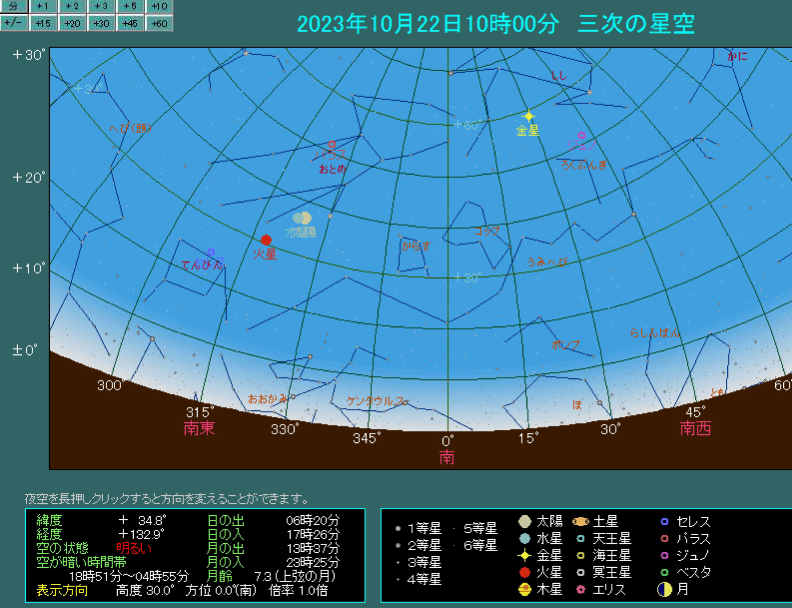 分 +1 +2 +3 +5 +10
+/- +15 +20 +30 +45 +60
2023年10月22日10時00分 三次の星空
+30°
+20°
+10°
±0°
しし
かに
へび(頭)
+60°
金星
ジュノ
ろくぶんぎ
パラス
おとめ
水星
太陽
火星
てんびん
からす
コップ
うみへび
+30°
ポンプ
らしんばん
おおかみ
ケンタウルス
ほ
とも
300°
315°
330°
345°
0°
15°
30°
45°
60°
南東
南
南西
夜空を長押しクリックすると方向を変えることができます。
緯度 + 34.8° 日の出 06時20分
経度 +132.9° 日の入 17時26分
空の状態 明るい 月の出 13時37分
空が暗い時間帯 月の入 23時25分
18時51分〜04時55分 月齢 7.3(上弦の月)
表示方向 高度 30.0° 方位 0.0°(南) 倍率 1.0倍
1等星 5等星
2等星 6等星
3等星
4等星
太陽 土星 セレス
水星 天王星 パラス
金星 海王星 ジュノ
火星 冥王星 ベスタ
木星 エリス 月